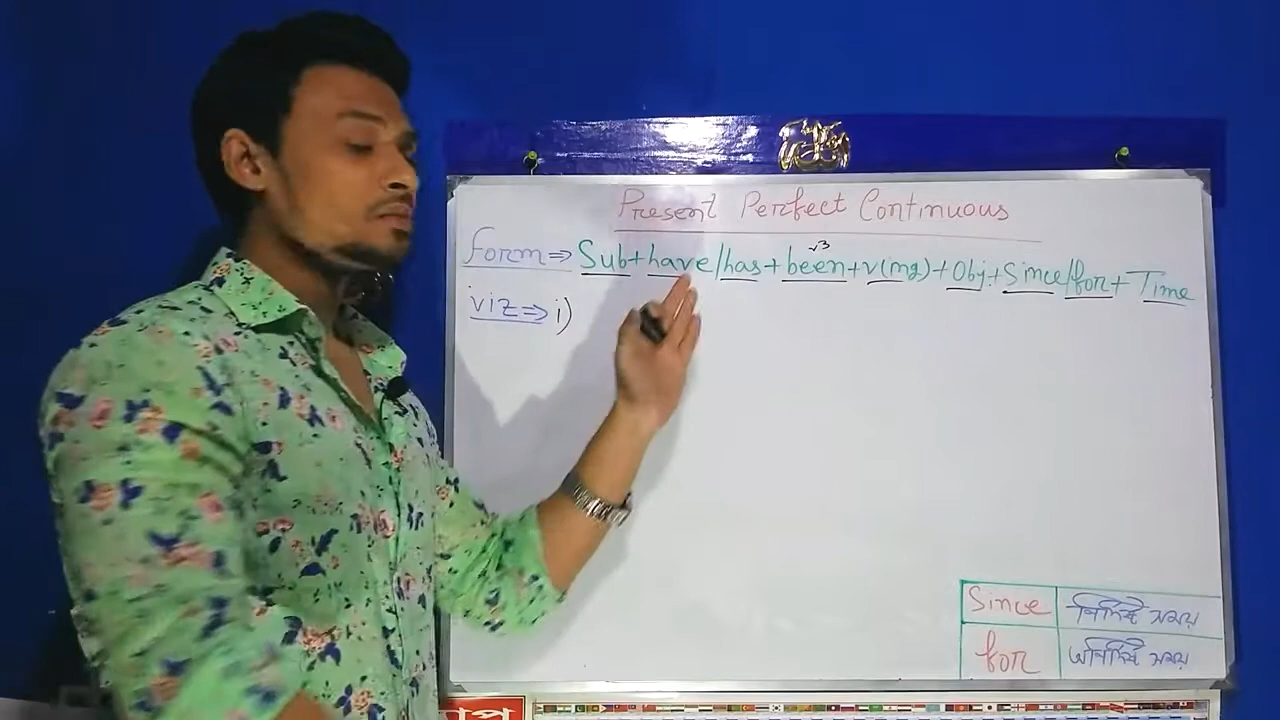 Present Perfect Continuous
form⇒ Sub+have/has+been+v(ing)+Obj.+Since/for+Time
v3
viz⇒ i)
Since নির্দিষ্ট সময়
for অনির্দিষ্ট সময়